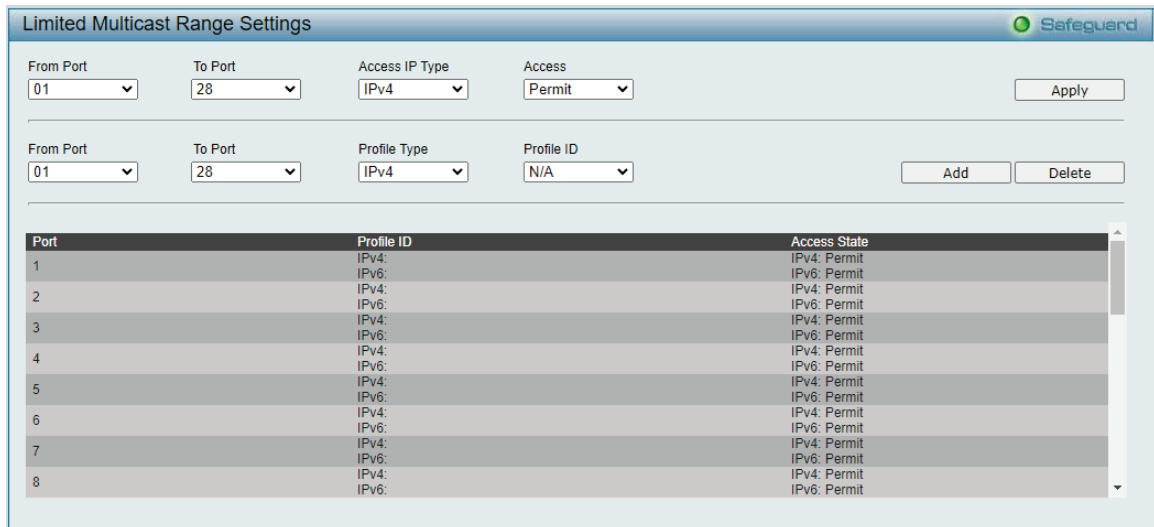 Limited Multicast Range Settings Safeguard
From Port To Port Access IP Type Access
01 28 IPv4 Permit Apply
From Port To Port Profile Type Profile ID
01 28 IPv4 N/A Add Delete
Port Profile ID Access State
1 IPv4: IPv4: Permit
IPv6: IPv6: Permit
2 IPv4: IPv4: Permit
IPv6: IPv6: Permit
3 IPv4: IPv4: Permit
IPv6: IPv6: Permit
4 IPv4: IPv4: Permit
IPv6: IPv6: Permit
5 IPv4: IPv4: Permit
IPv6: IPv6: Permit
6 IPv4: IPv4: Permit
IPv6: IPv6: Permit
7 IPv4: IPv4: Permit
IPv6: IPv6: Permit
8 IPv4: IPv4: Permit
IPv6: IPv6: Permit